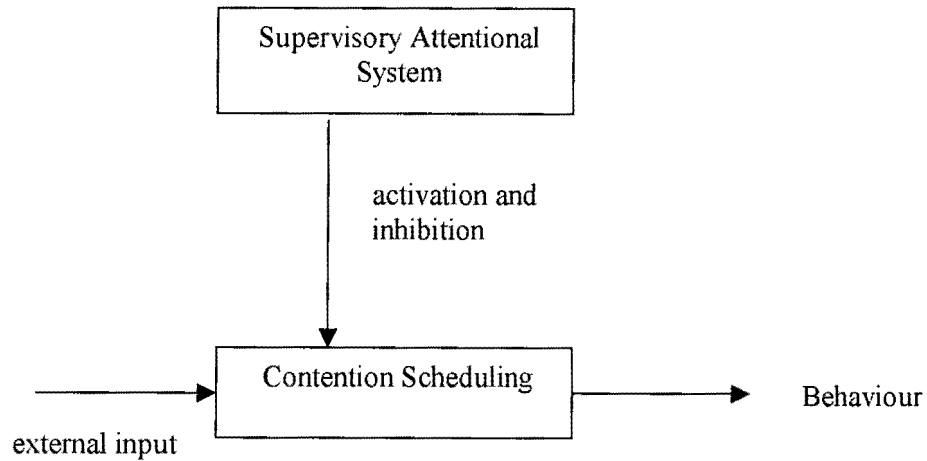 Supervisory Attentional
System
activation and
inhibition
Contention Scheduling
Behaviour
external input